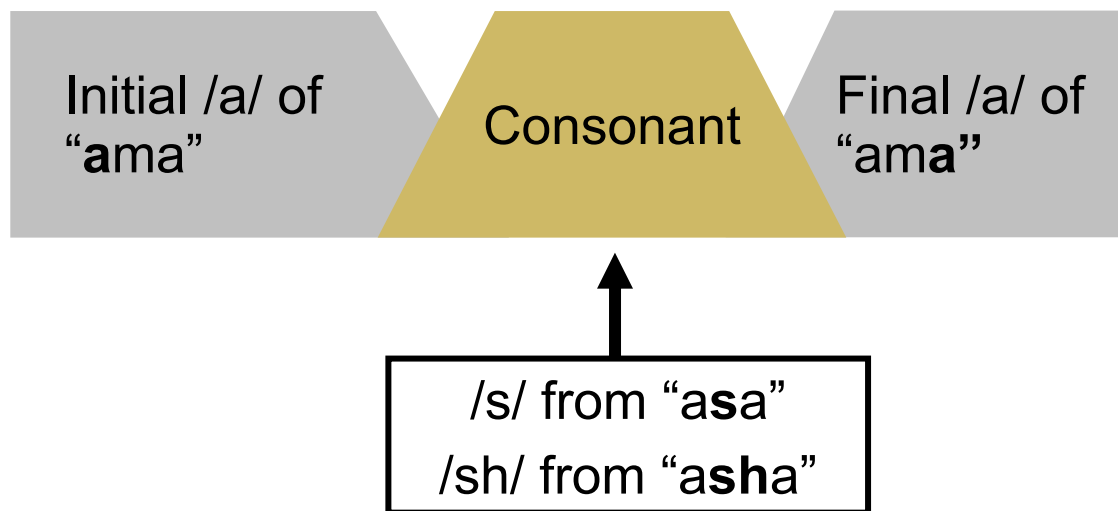 Initial /a/ of
“ama”
Consonant
Final /a/ of
“ama”
/s/ from “asa”
/sh/ from “asha”